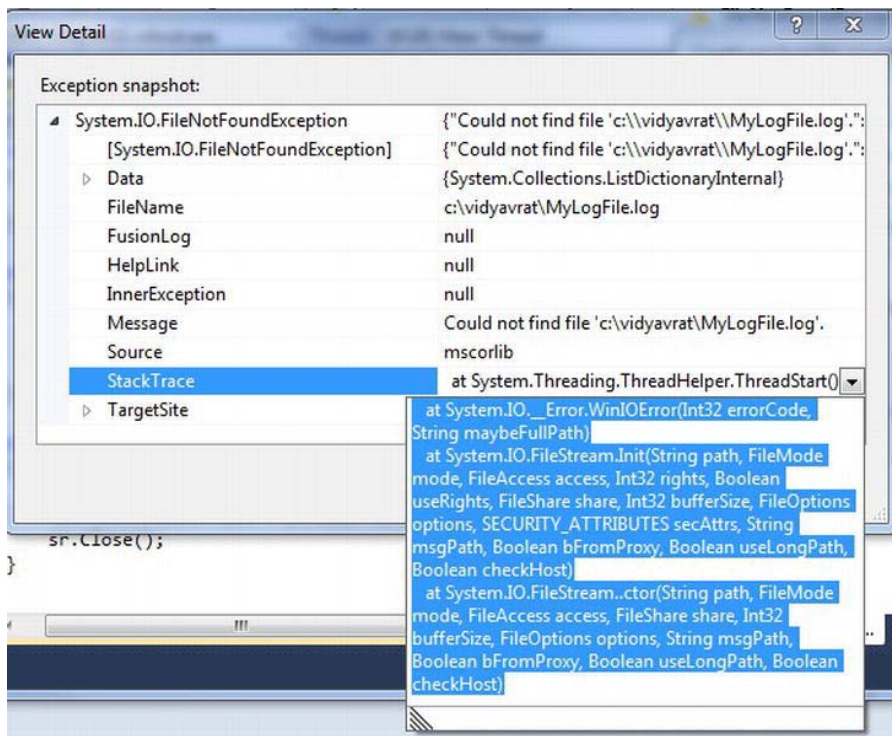 View Detail
?
Exception snapshot:
System.IO.FileNotFoundException {"Could not find file 'c:\\vidyavrat\\MyLogFile.log'.":
[System.IO.FileNotFoundException] {"Could not find file 'c:\\vidyavrat\\MyLogFile.log'.":
Data {System.Collections.ListDictionaryInternal}
FileName c:\vidyavrat\MyLogFile.log
FusionLog null
HelpLink null
InnerException null
Message Could not find file 'c:\vidyavrat\MyLogFile.log'.
Source mscorlib
StackTrace at System.Threading.ThreadHelper.ThreadStart()
TargetSite
at System.IO.__Error.WinIOError(Int32 errorCode,
String maybeFullPath)
at System.IO.FileStream.Init(String path, FileMode
mode, FileAccess access, Int32 rights, Boolean
useRights, FileShare share, Int32 bufferSize, FileOptions
options, SECURITY_ATTRIBUTES secAttrs, String
msgPath, Boolean bFromProxy, Boolean useLongPath,
Boolean checkHost)
at System.IO.FileStream..ctor(String path, FileMode
mode, FileAccess access, FileShare share, Int32
bufferSize, FileOptions options, String msgPath,
Boolean bFromProxy, Boolean useLongPath, Boolean
checkHost)
sr.Close();
}